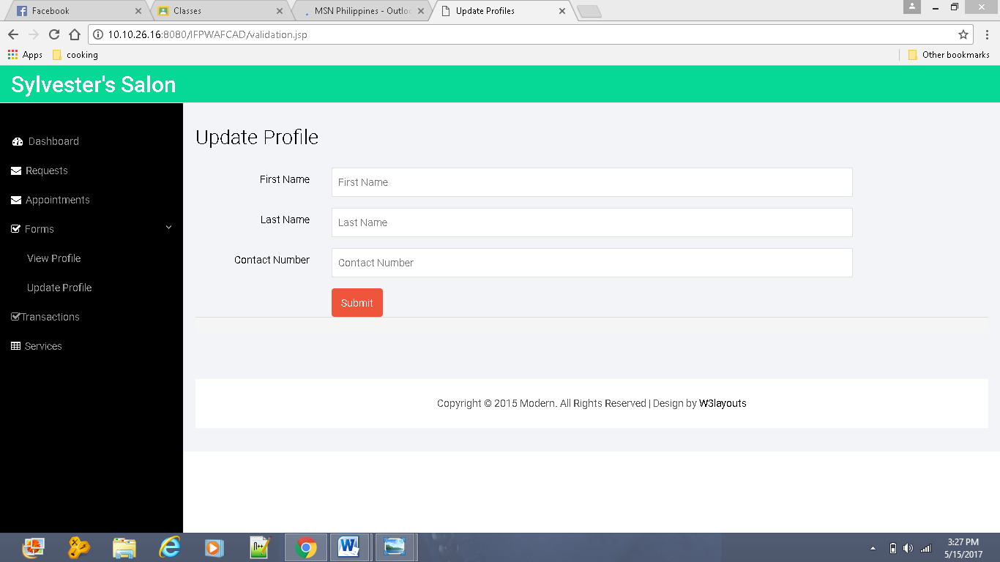 Facebook
Classes
MSN Philippines - Outlo
Update Profiles
10.10.26.16:8080/IFPWAFCAD/validation.jsp
Apps
cooking
Other bookmarks
Sylvester's Salon
Dashboard
Requests
Appointments
Forms
View Profile
Update Profile
Transactions
Services
Update Profile
First Name
First Name
Last Name
Last Name
Contact Number
Contact Number
Submit
Copyright © 2015 Modern. All Rights Reserved | Design by W3layouts
3:27 PM
5/15/2017